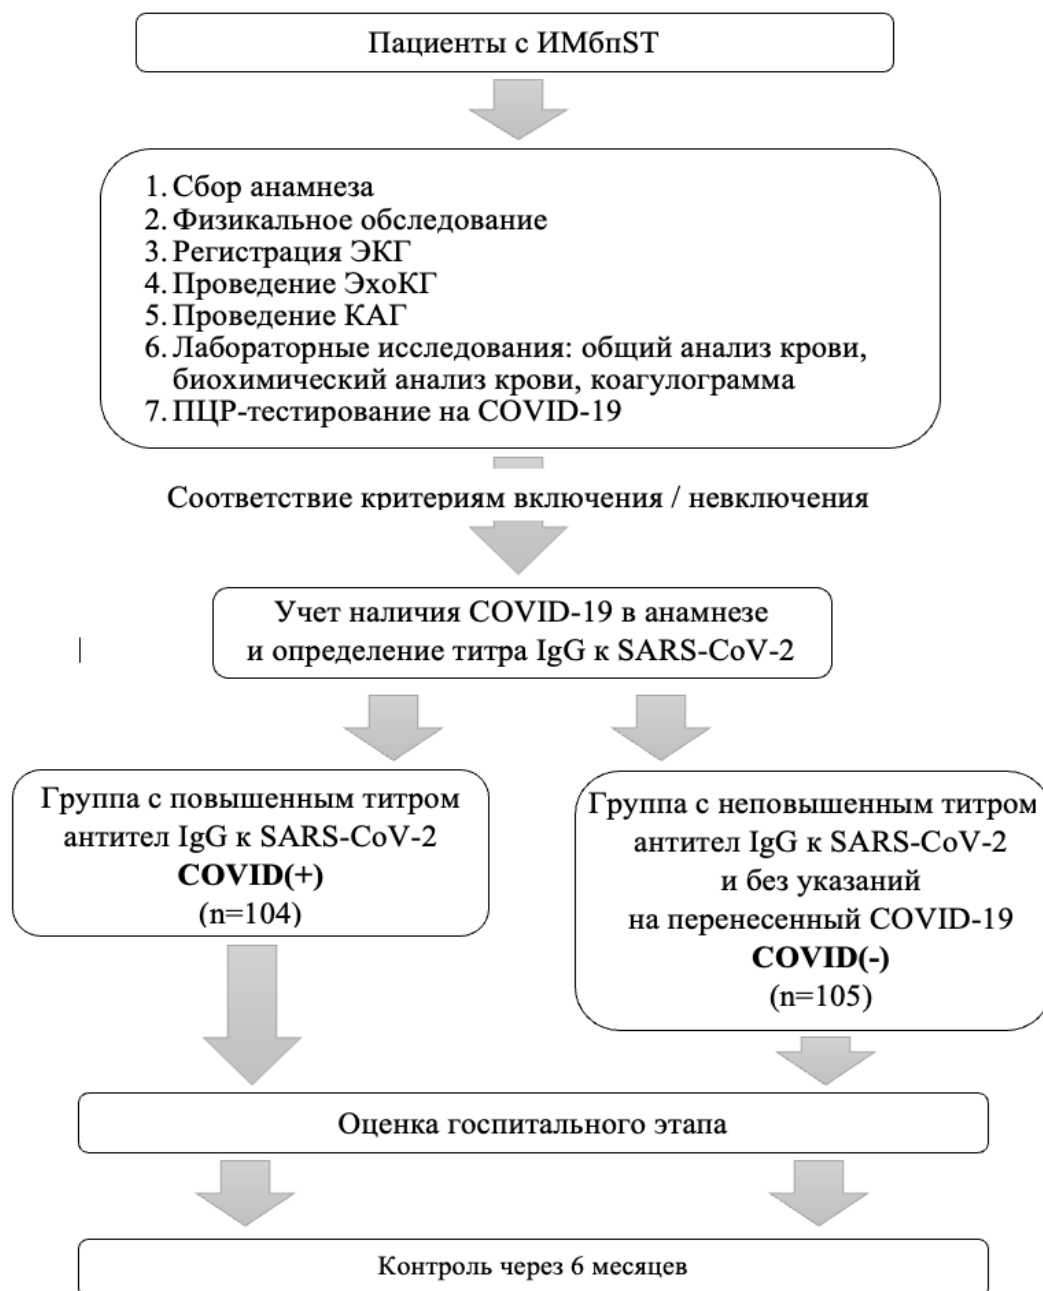 Пациенты с ИМбпST
1. Сбор анамнеза
2. Физикальное обследование
3. Регистрация ЭКГ
4. Проведение ЭхоКГ
5. Проведение КАГ
6. Лабораторные исследования: общий анализ крови,
биохимический анализ крови, коагулограмма
7. ПЦР-тестирование на COVID-19
Соответствие критериям включения / невключения
Учет наличия COVID-19 в анамнезе
и определение титра IgG к SARS-CoV-2
Группа с повышенным титром
антител IgG к SARS-CoV-2
COVID(+)
(n=104)
Группа с неповышенным титром
антител IgG к SARS-CoV-2
и без указаний
на перенесенный COVID-19
COVID(-)
(n=105)
Оценка госпитального этапа
Контроль через 6 месяцев